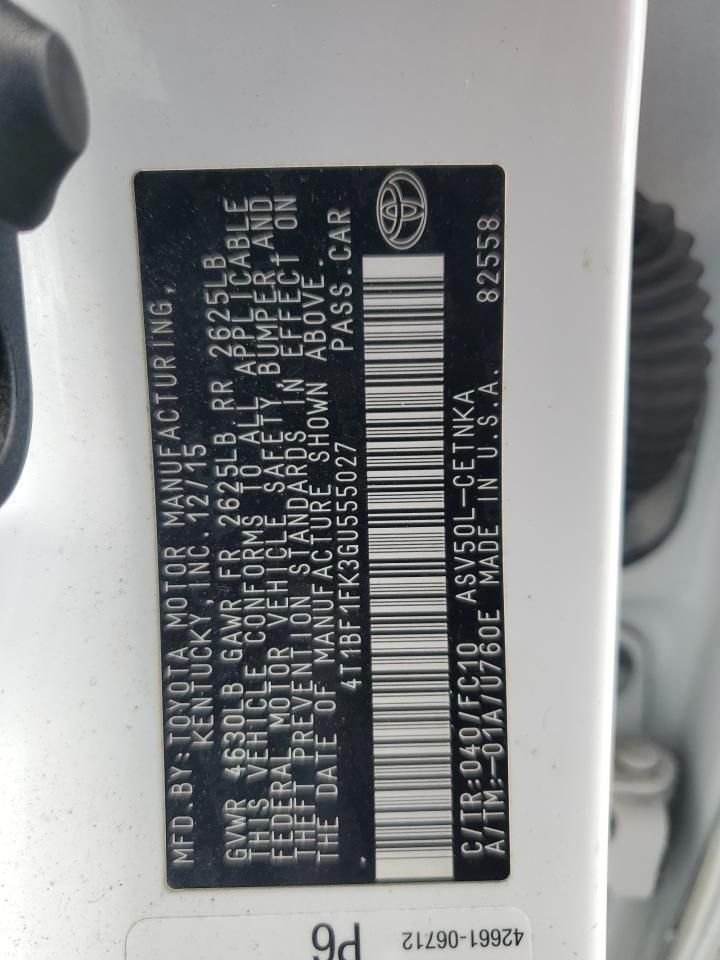 MFD.BY:TOYOTA MOTOR MANUFACTURING,
KENTUCKY,INC.12/15
GVWR 4630LB GAWR FR 2625LB RR 2625LB
THIS VEHICLE CONFORMS TO ALL APPLICABLE
FEDERAL MOTOR VEHICLE SAFETY,BUMPER,AND
THEFT PREVENTION STANDARDS IN EFFECT ON
THE DATE OF MANUFACTURE SHOWN ABOVE.
4T1BF1FK3GU555027 PASS.CAR
C/TR:040/FC10 ASV50L-CETNKA 82558
A/TM:-01A/U760E MADE IN U.S.A.
P6
42661-06712